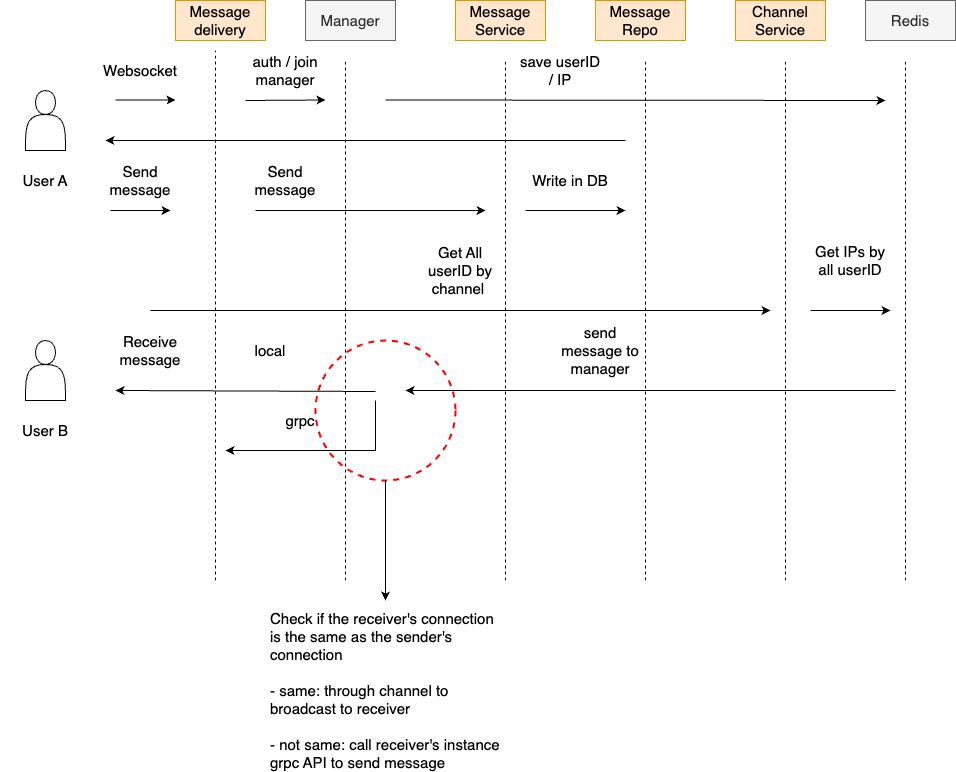 Message
delivery
Manager
Message
Service
Message
Repo
Channel
Service
Redis
Websocket
auth / join
manager
save userID
/ IP
User A
Send
message
Send
message
Write in DB
Get All
userID by
channel
Get IPs by
all userID
Receive
message
local
send
message to
manager
grpc
User B
Check if the receiver's connection
is the same as the sender's
connection
- same: through channel to
broadcast to receiver
- not same: call receiver's instance
grpc API to send message